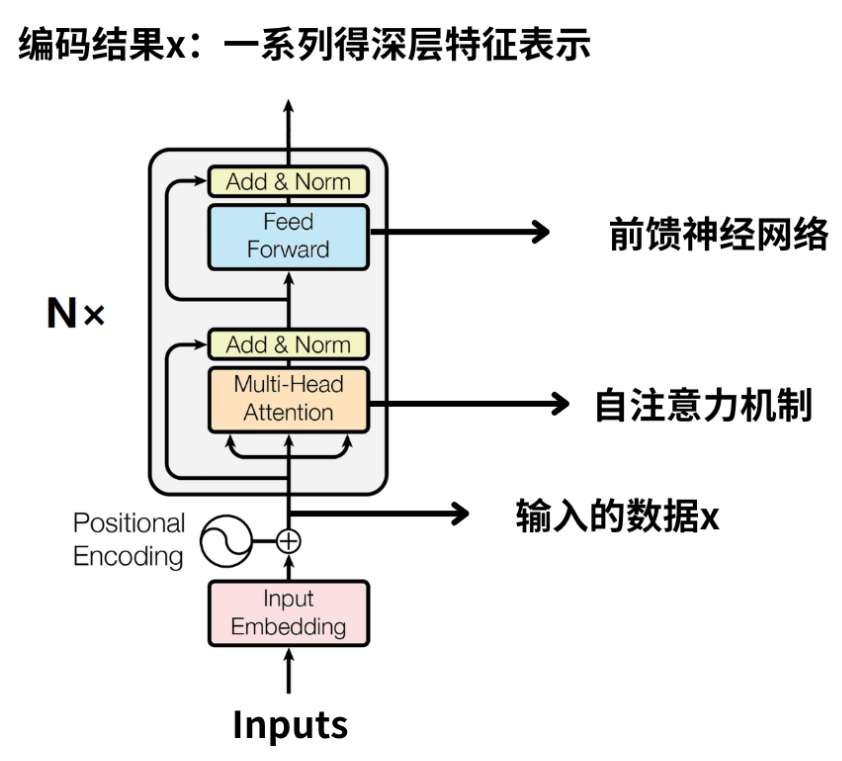 编码结果x：一系列得深层特征表示
Add & Norm
Feed
Forward
前馈神经网络
N×
Add & Norm
Multi-Head
Attention
自注意力机制
输入的数据x
Positional
Encoding
Input
Embedding
Inputs